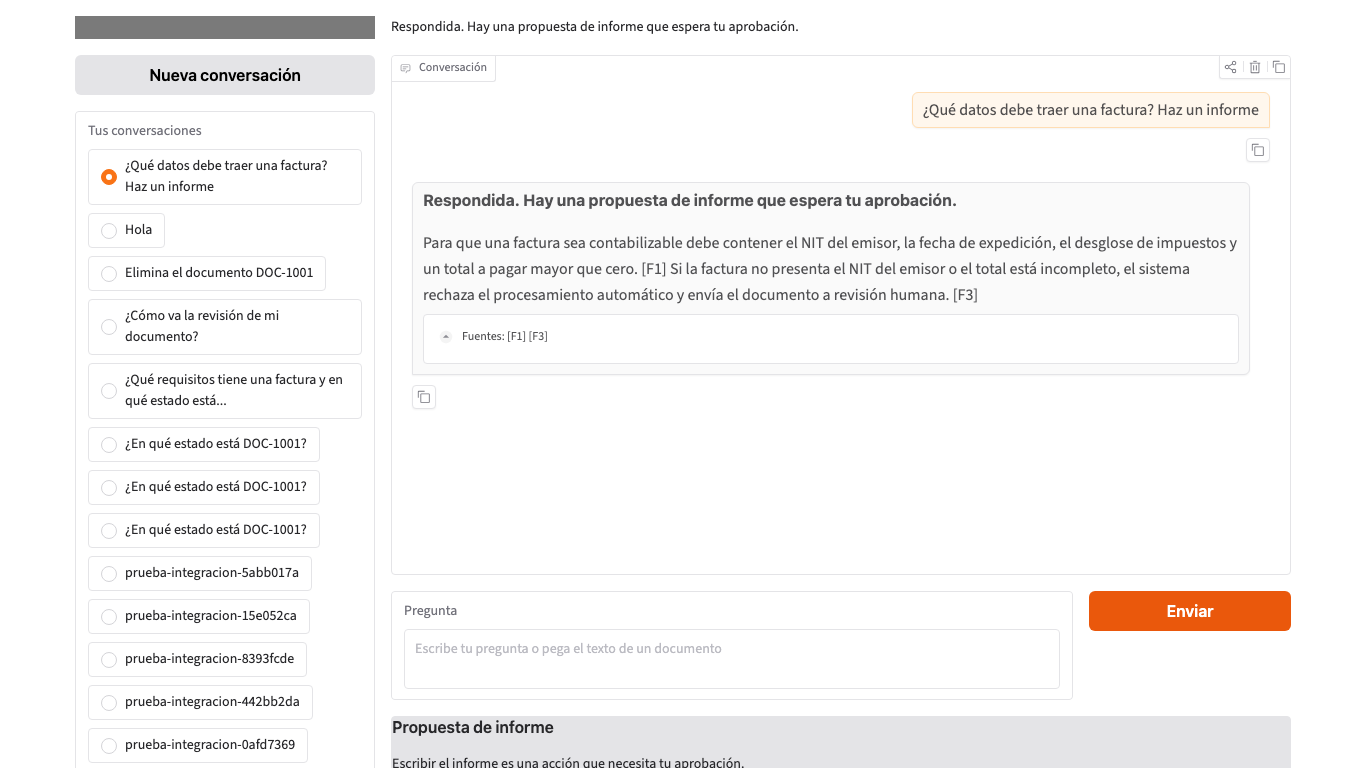 Respondida. Hay una propuesta de informe que espera tu aprobación.
Nueva conversación
Tus conversaciones
¿Qué datos debe traer una factura?
Haz un informe
Hola
Elimina el documento DOC-1001
¿Cómo va la revisión de mi
documento?
¿Qué requisitos tiene una factura y en
qué estado está...
¿En qué estado está DOC-1001?
¿En qué estado está DOC-1001?
¿En qué estado está DOC-1001?
prueba-integracion-5abb017a
prueba-integracion-15e052ca
prueba-integracion-8393fcde
prueba-integracion-442bb2da
prueba-integracion-0afd7369
Conversación
¿Qué datos debe traer una factura? Haz un informe
Respondida. Hay una propuesta de informe que espera tu aprobación.
Para que una factura sea contabilizable debe contener el NIT del emisor, la fecha de expedición, el desglose de impuestos y
un total a pagar mayor que cero. [F1] Si la factura no presenta el NIT del emisor o el total está incompleto, el sistema
rechaza el procesamiento automático y envía el documento a revisión humana. [F3]
Fuentes: [F1] [F3]
Pregunta
Escribe tu pregunta o pega el texto de un documento
Enviar
Propuesta de informe
Escribir el informe es una acción que necesita tu aprobación.